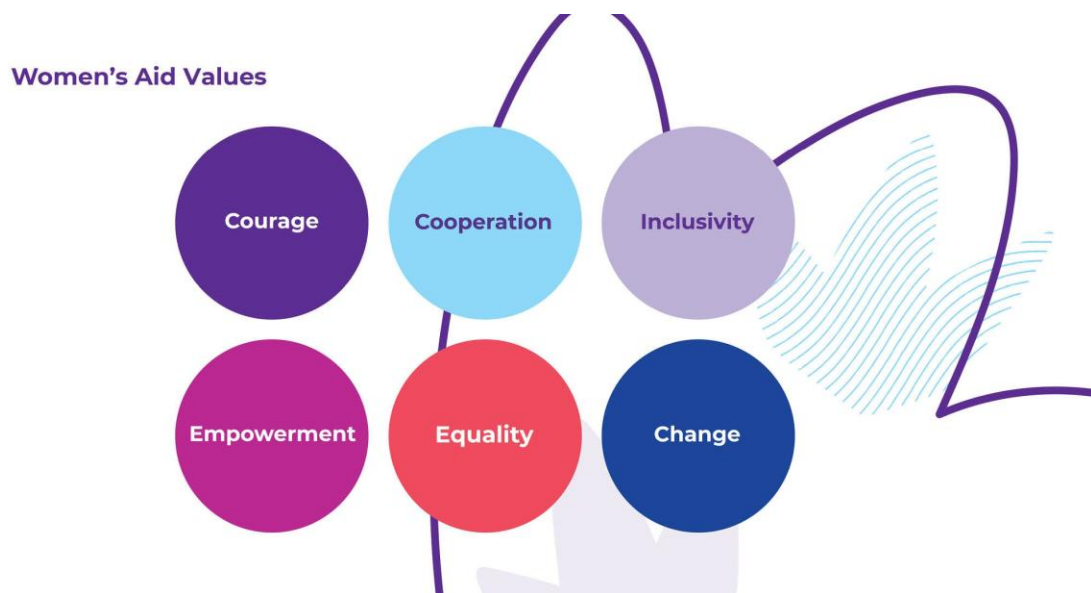 Women’s Aid Values
Courage
Cooperation
Inclusivity
Empowerment
Equality
Change